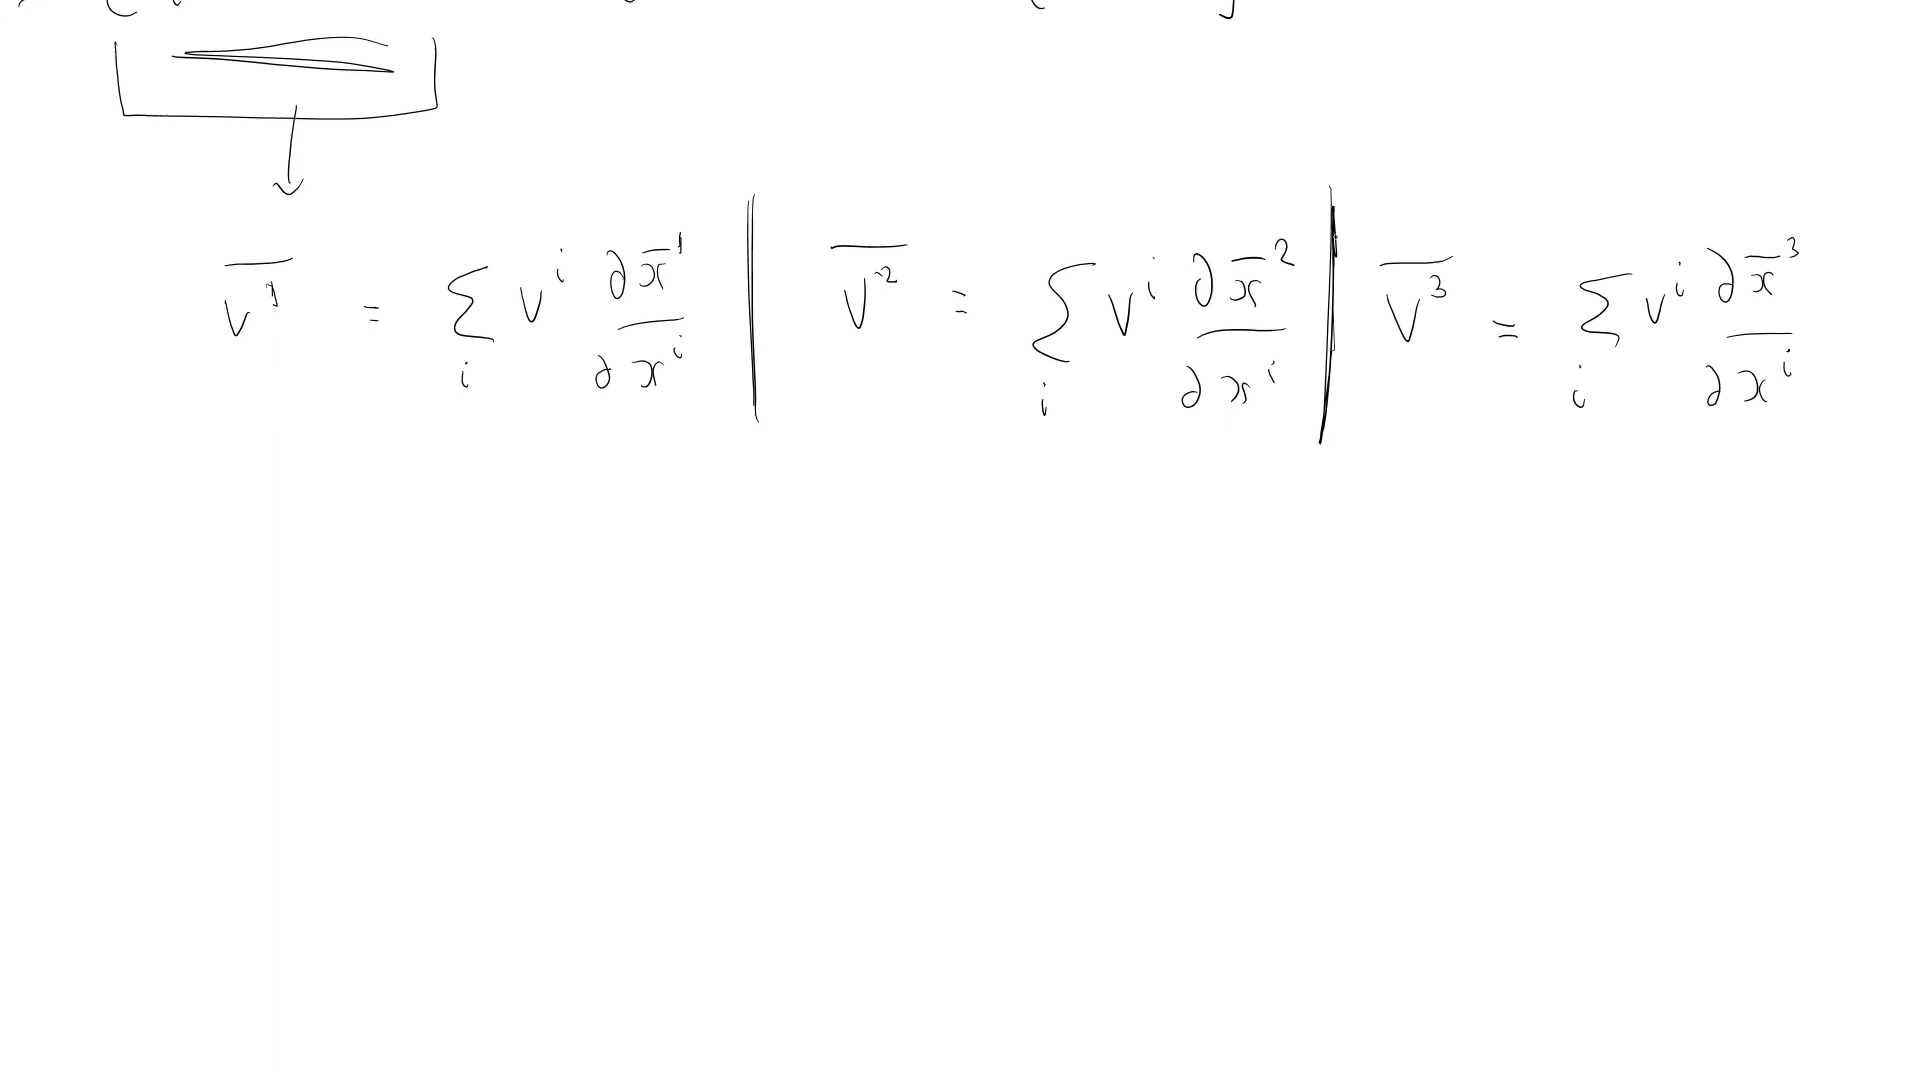 v̅¹ = Σᵢ vⁱ ∂x̅¹/∂xⁱ || v̅² = Σᵢ vⁱ ∂x̅²/∂xⁱ || v̅³ = Σᵢ vⁱ ∂x̅³/∂xⁱ